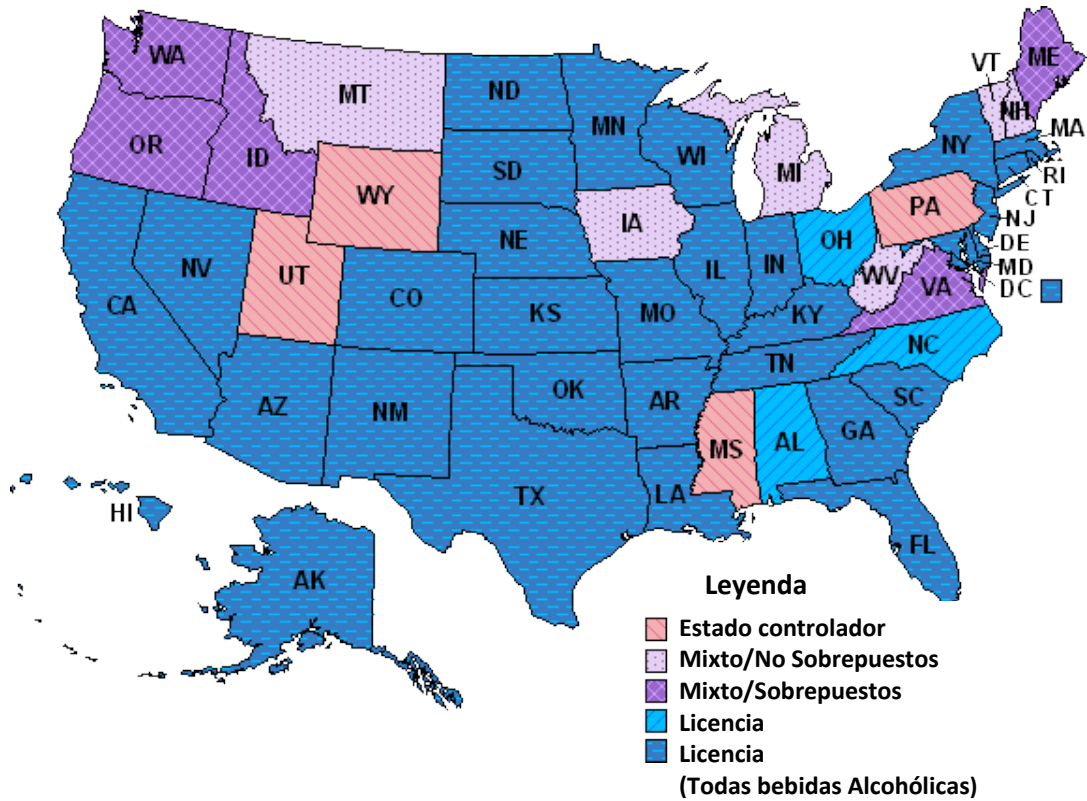 WA
MT
ND
MN
VT
NH
ME
MA
OR
ID
SD
WI
NY
RI
CT
WY
MI
PA
NJ
IA
NE
OH
DE
MD
DC
NV
UT
IL
IN
WV
VA
CA
CO
KS
MO
KY
NC
TN
AZ
NM
OK
AR
SC
MS
AL
GA
TX
LA
HI
FL
AK
Leyenda
Estado controlador
Mixto/No Sobrepuestos
Mixto/Sobrepuestos
Licencia
Licencia
(Todas bebidas Alcohólicas)